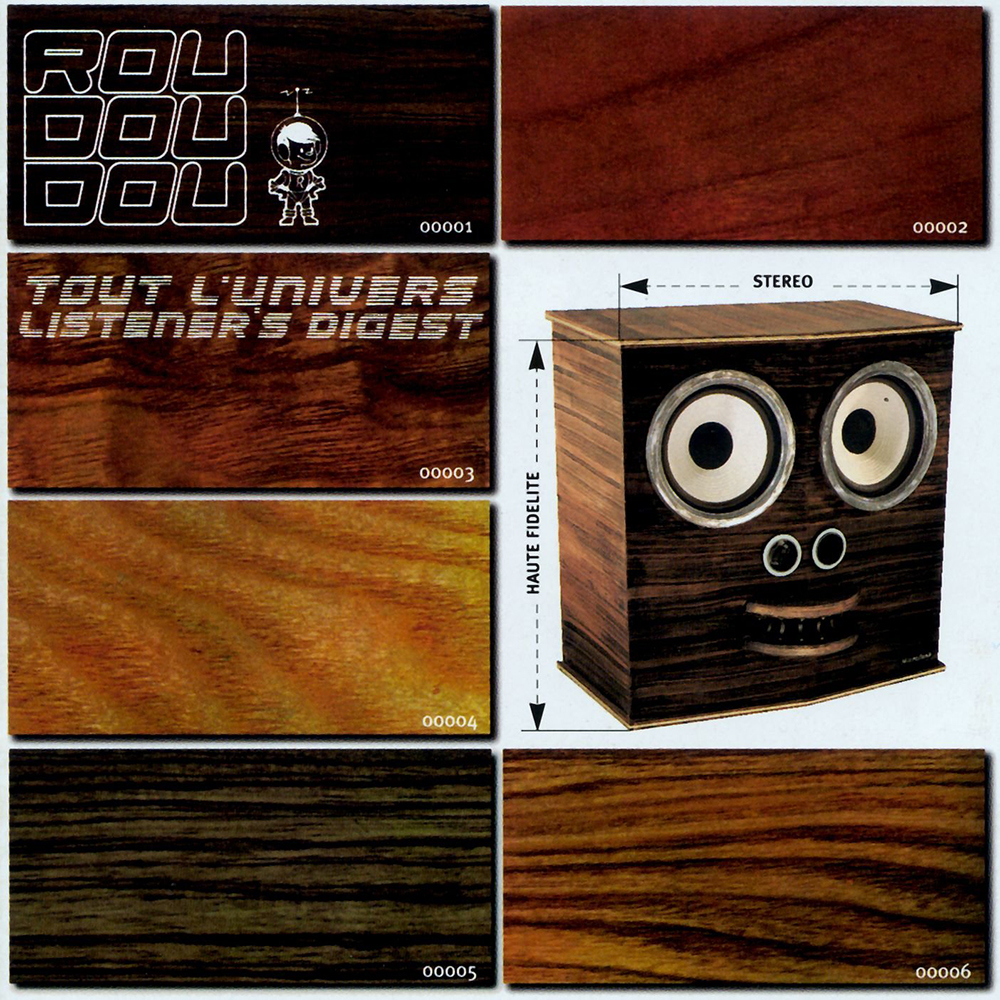 ROU
DOU
DOU
R
00001
00002
TOUT L'UNIVERS
LISTENER'S DIGEST
00003
STEREO
HAUTE FIDELITE
00004
00005
00006